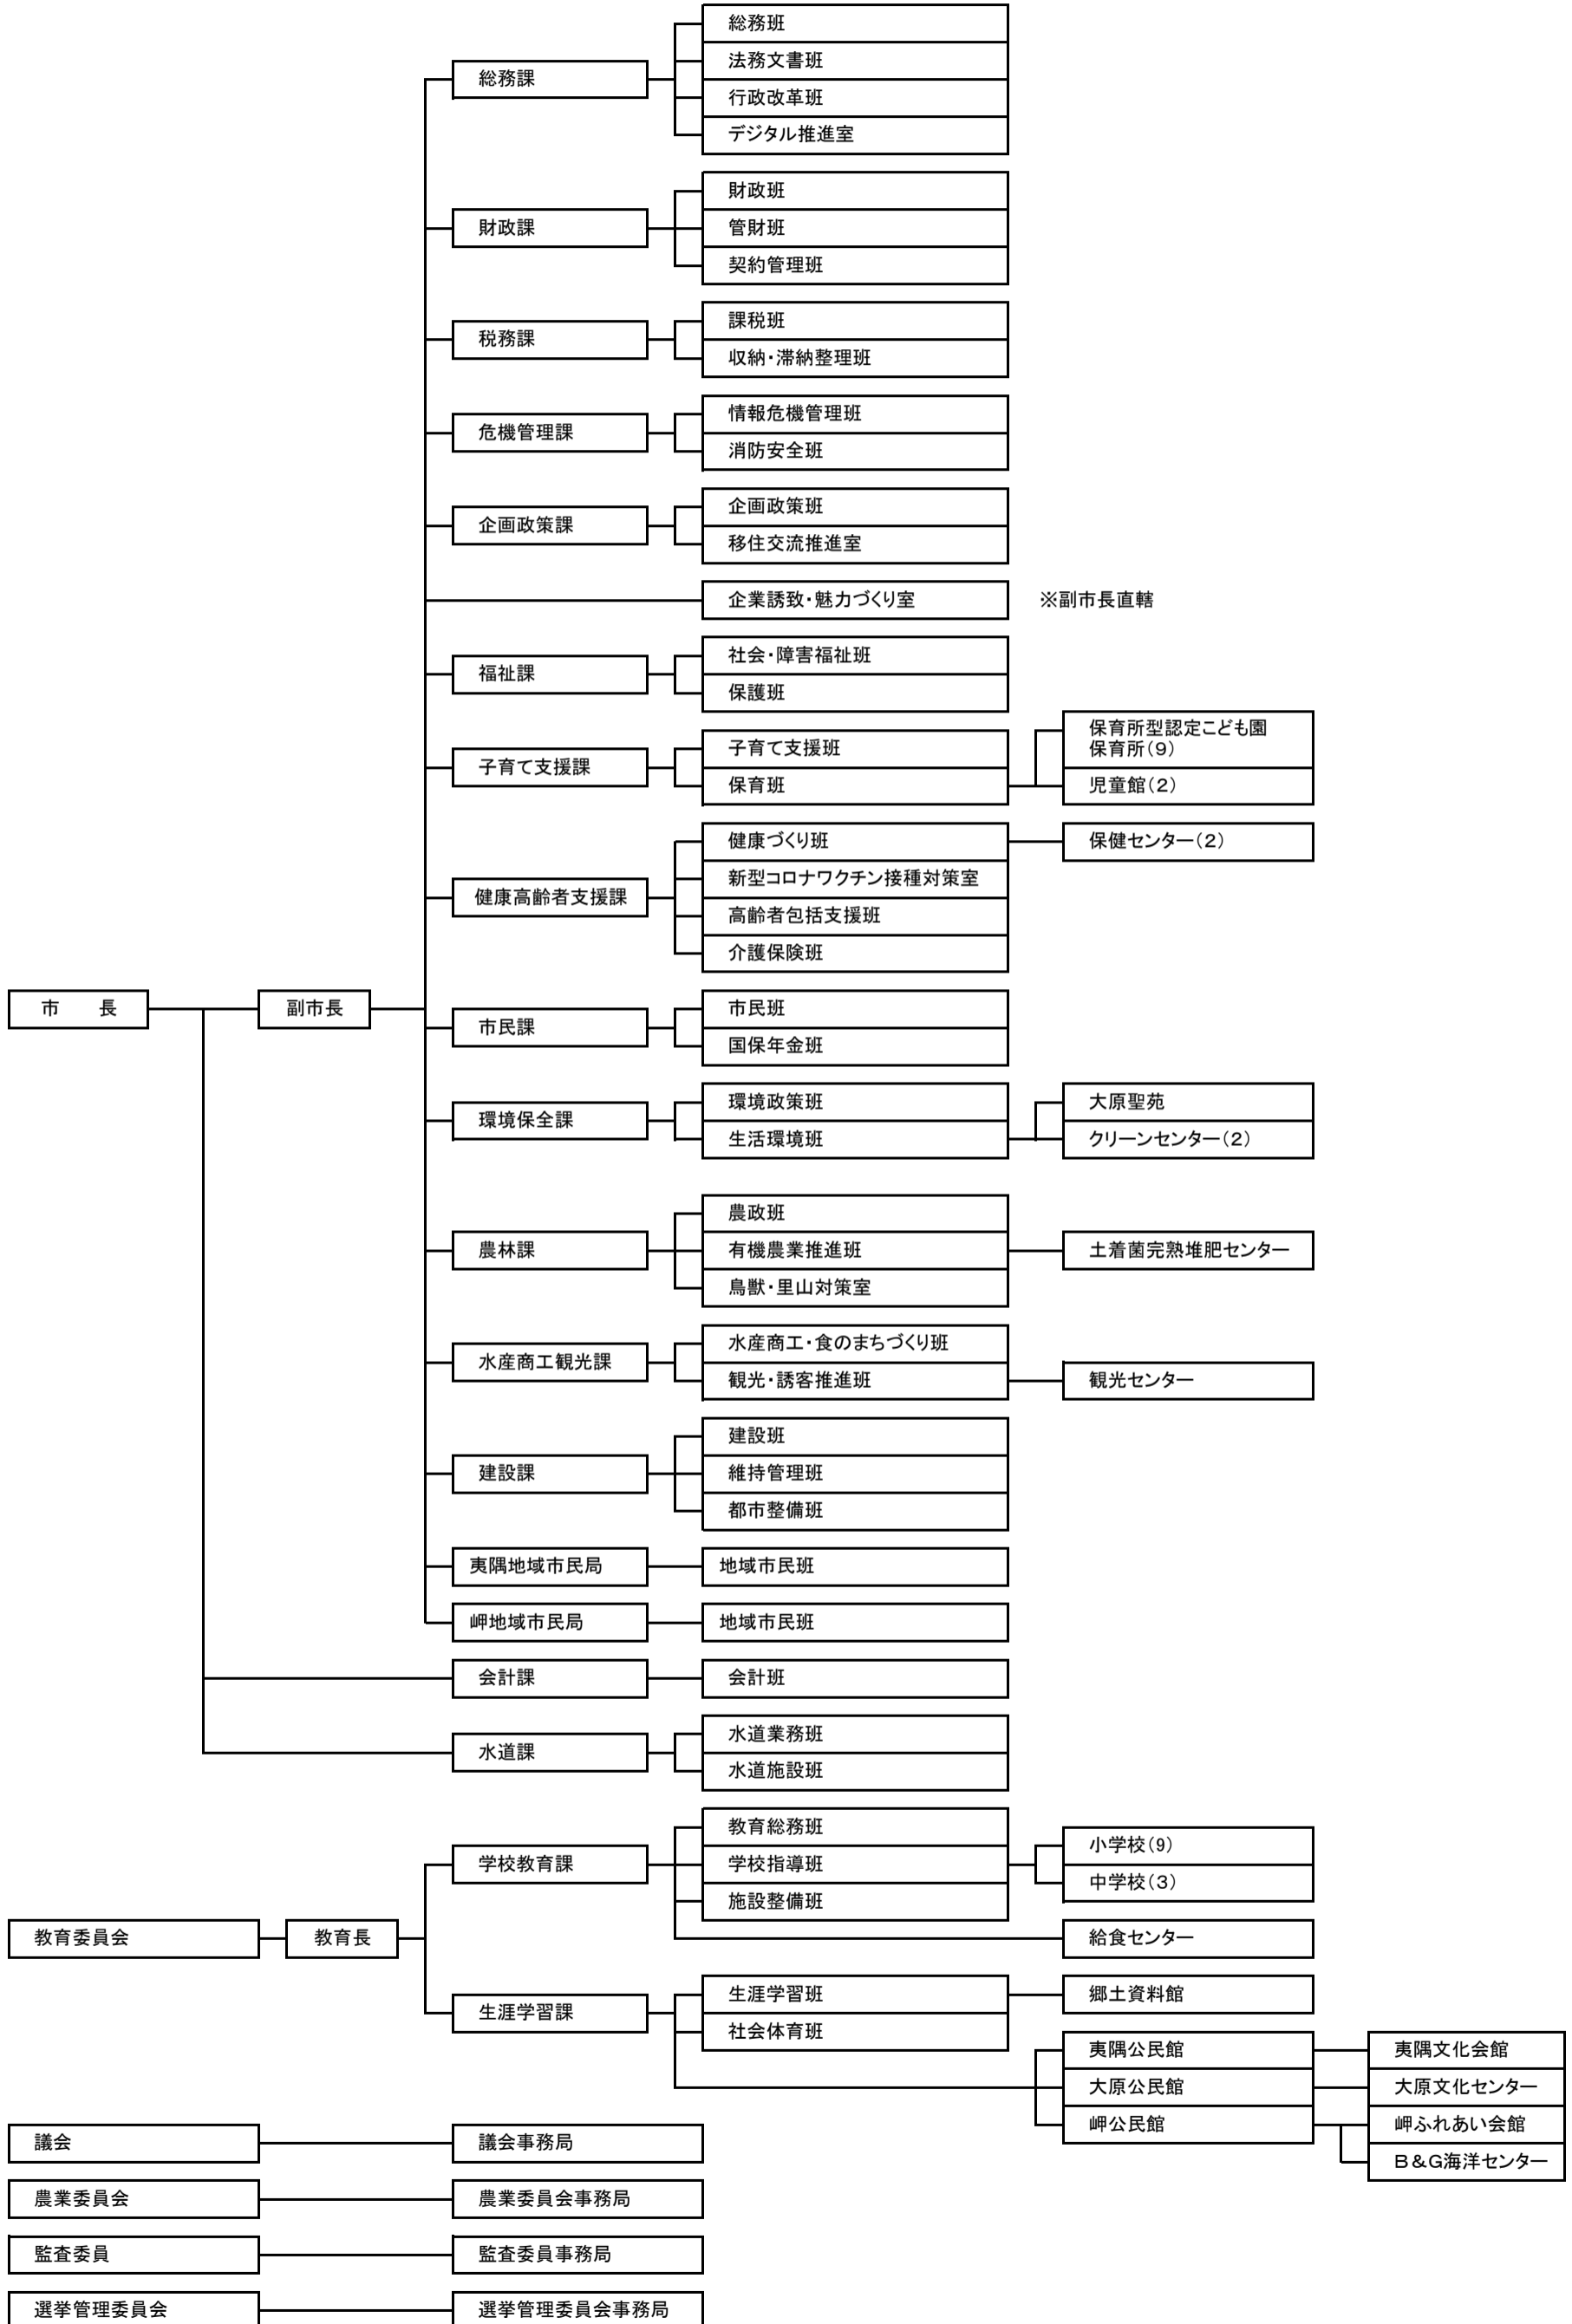 総務班
法務文書班
総務課
行政改革班
デジタル推進室
財政班
財政課
管財班
契約管理班
課税班
税務課
収納・滞納整理班
情報危機管理班
危機管理課
消防安全班
企画政策班
企画政策課
移住交流推進室
企業誘致・魅力づくり室
※副市長直轄
社会・障害福祉班
福祉課
保護班
保育所型認定こども園
保育所(9)
子育て支援班
子育て支援課
保育班
児童館(2)
健康づくり班
保健センター(2)
新型コロナワクチン接種対策室
健康高齢者支援課
高齢者包括支援班
介護保険班
市　　長
副市長
市民班
市民課
国保年金班
環境政策班
大原聖苑
環境保全課
生活環境班
クリーンセンター(2)
農政班
農林課
有機農業推進班
土着菌完熟堆肥センター
鳥獣・里山対策室
水産商工・食のまちづくり班
水産商工観光課
観光・誘客推進班
観光センター
建設班
建設課
維持管理班
都市整備班
夷隅地域市民局
地域市民班
岬地域市民局
地域市民班
会計課
会計班
水道業務班
水道課
水道施設班
教育総務班
小学校(9)
学校教育課
学校指導班
中学校(3)
施設整備班
教育委員会
教育長
給食センター
生涯学習班
郷土資料館
生涯学習課
社会体育班
夷隅公民館
夷隅文化会館
大原公民館
大原文化センター
岬公民館
岬ふれあい会館
B&G海洋センター
議会
議会事務局
農業委員会
農業委員会事務局
監査委員
監査委員事務局
選挙管理委員会
選挙管理委員会事務局